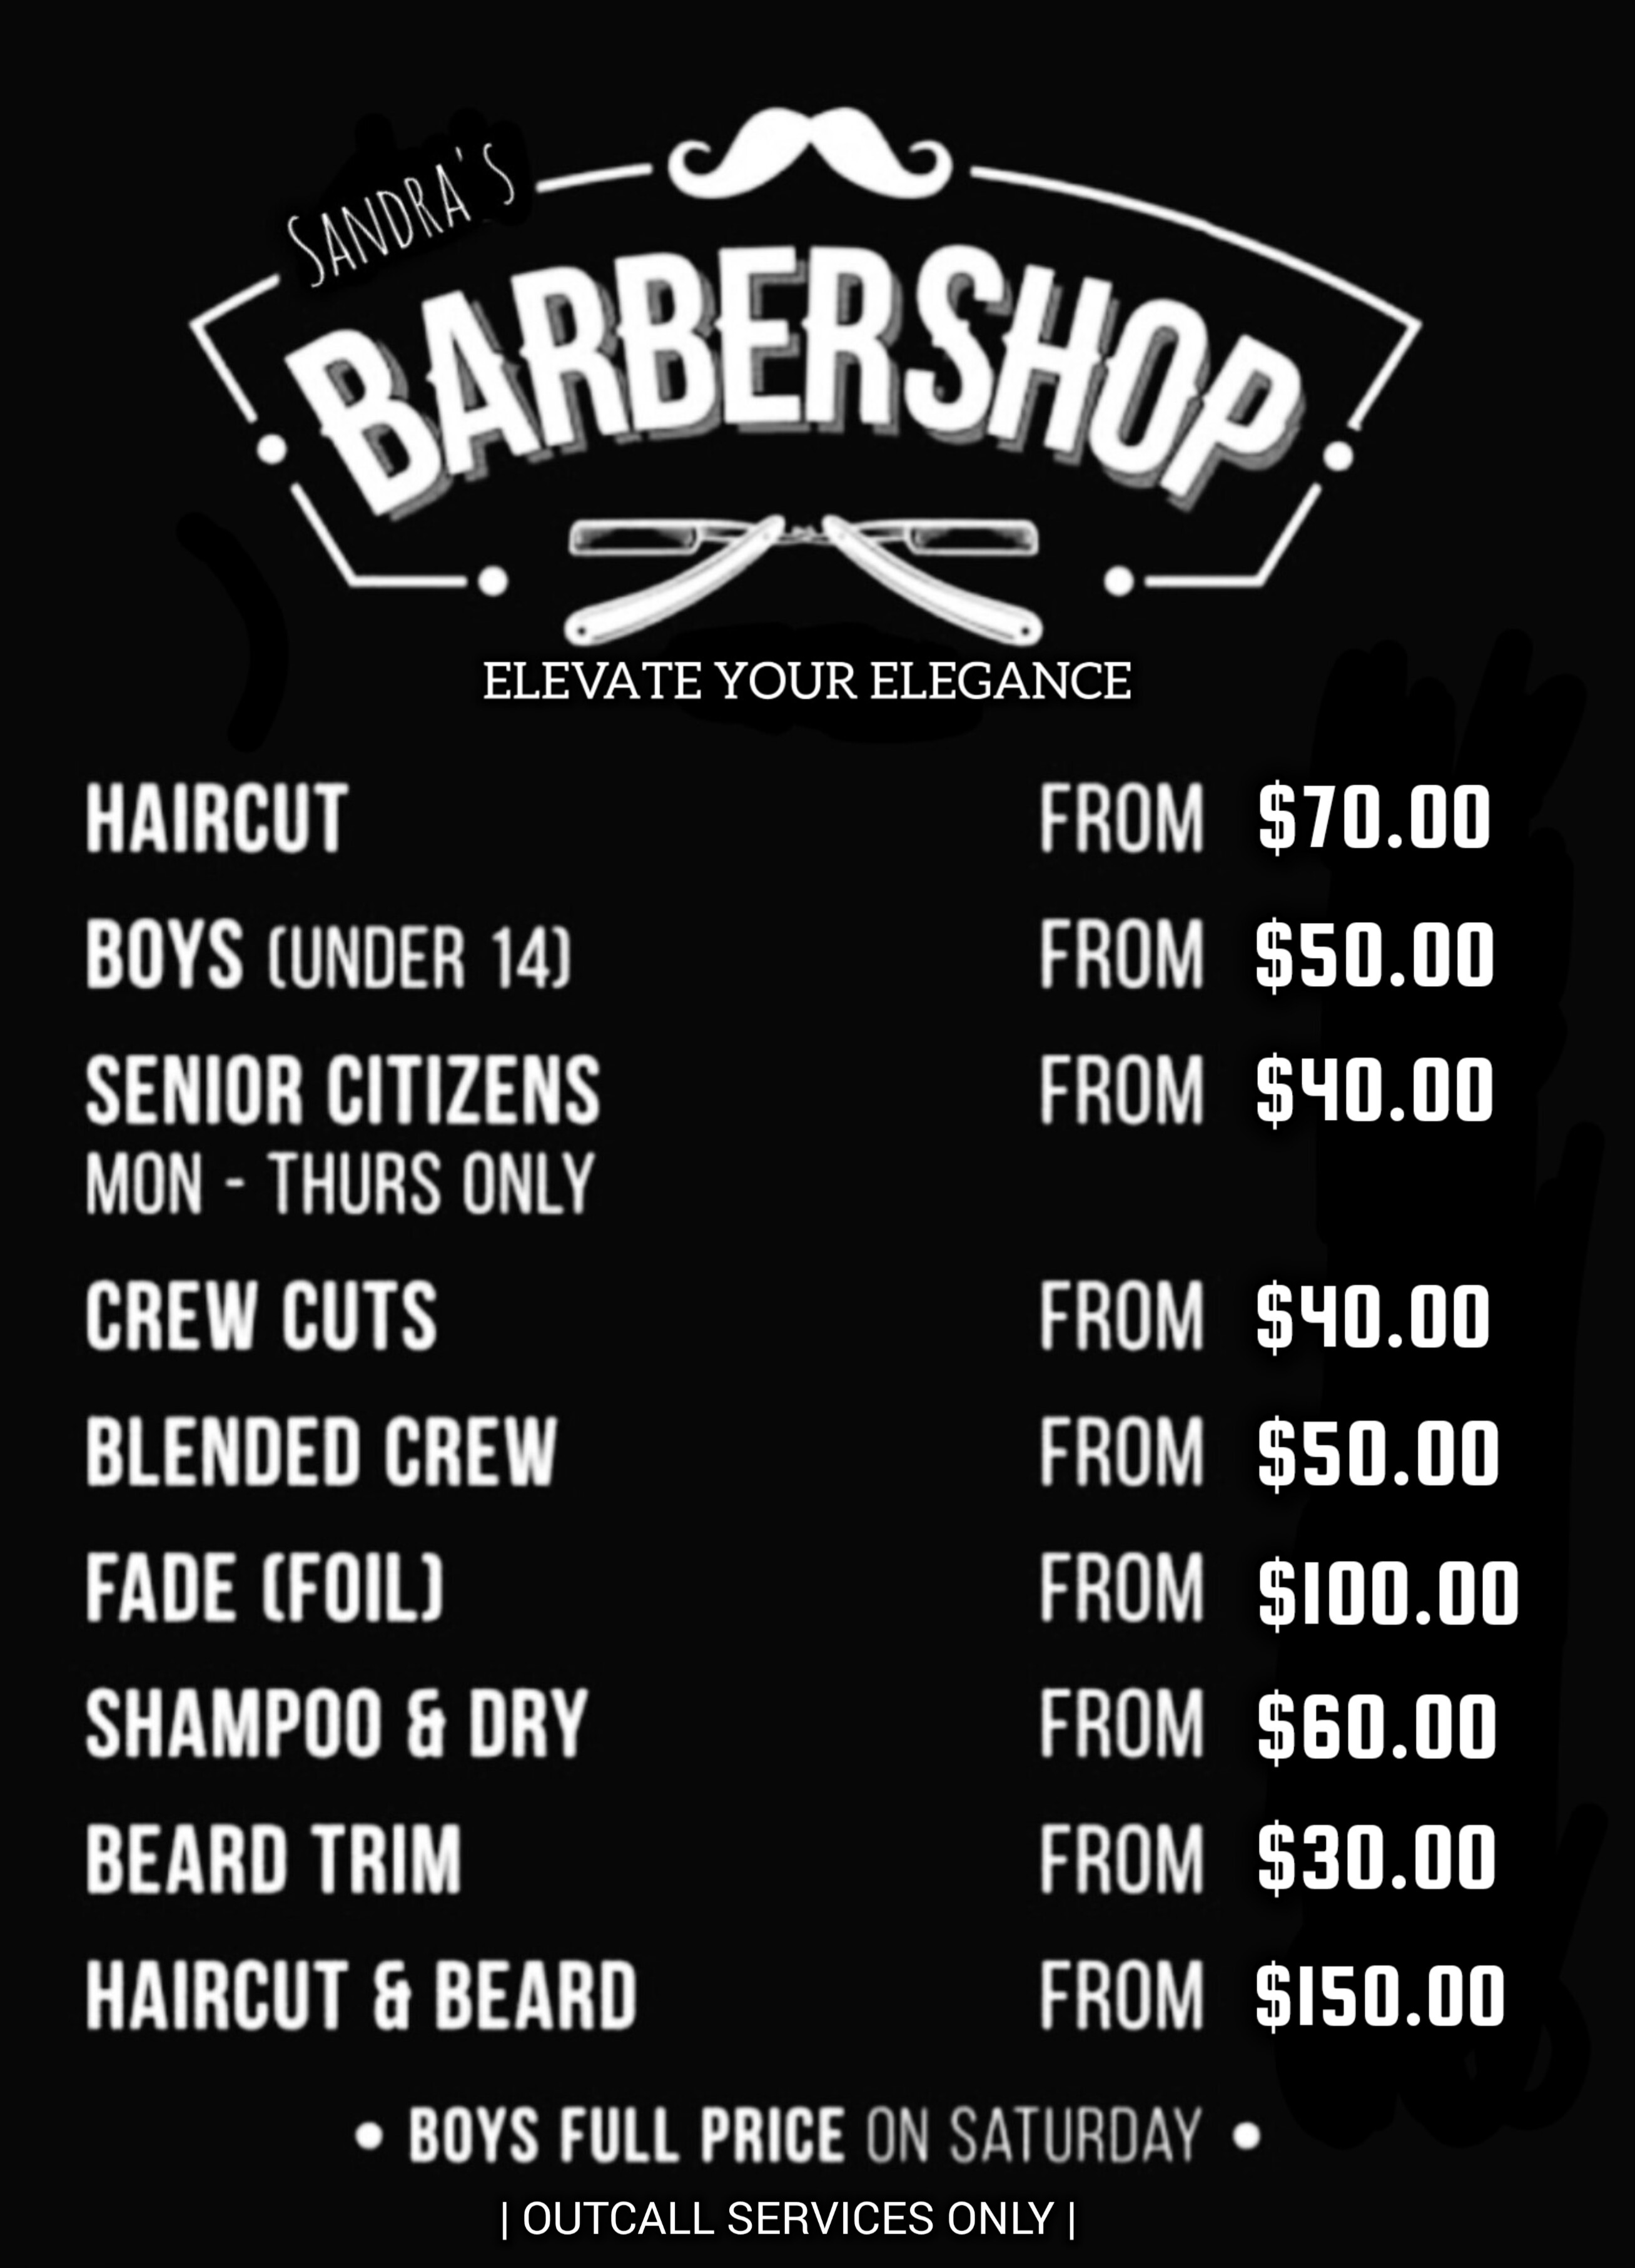 SANDRA'S
BARBERSHOP
ELEVATE YOUR ELEGANCE
HAIRCUT FROM $70.00
BOYS (UNDER 14) FROM $50.00
SENIOR CITIZENS FROM $40.00
MON - THURS ONLY
CREW CUTS FROM $40.00
BLENDED CREW FROM $50.00
FADE (FOIL) FROM $100.00
SHAMPOO & DRY FROM $60.00
BEARD TRIM FROM $30.00
HAIRCUT & BEARD FROM $150.00
• BOYS FULL PRICE ON SATURDAY •
| OUTCALL SERVICES ONLY |